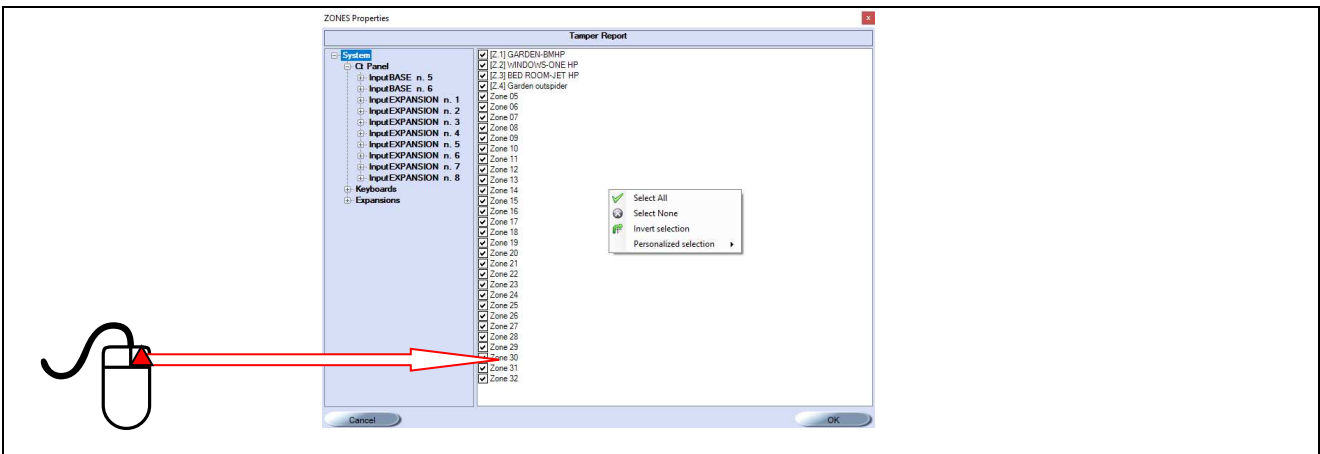 ZONES Properties
Tamper Report
System
Ct Panel
InputBASE n. 5
InputBASE n. 6
InputEXPANSION n. 1
InputEXPANSION n. 2
InputEXPANSION n. 3
InputEXPANSION n. 4
InputEXPANSION n. 5
InputEXPANSION n. 6
InputEXPANSION n. 7
InputEXPANSION n. 8
Keyboards
Expansions
[Z.1] GARDEN-BMHP
[Z.2] WINDOWS-ONE HP
[Z.3] BED ROOM-JET HP
[Z.4] Garden outspider
Zone 05
Zone 06
Zone 07
Zone 08
Zone 09
Zone 10
Zone 11
Zone 12
Zone 13
Zone 14
Zone 15
Zone 16
Zone 17
Zone 18
Zone 19
Zone 20
Zone 21
Zone 22
Zone 23
Zone 24
Zone 25
Zone 26
Zone 27
Zone 28
Zone 29
Zone 30
Zone 31
Zone 32
Select All
Select None
Invert selection
Personalized selection
Cancel
OK